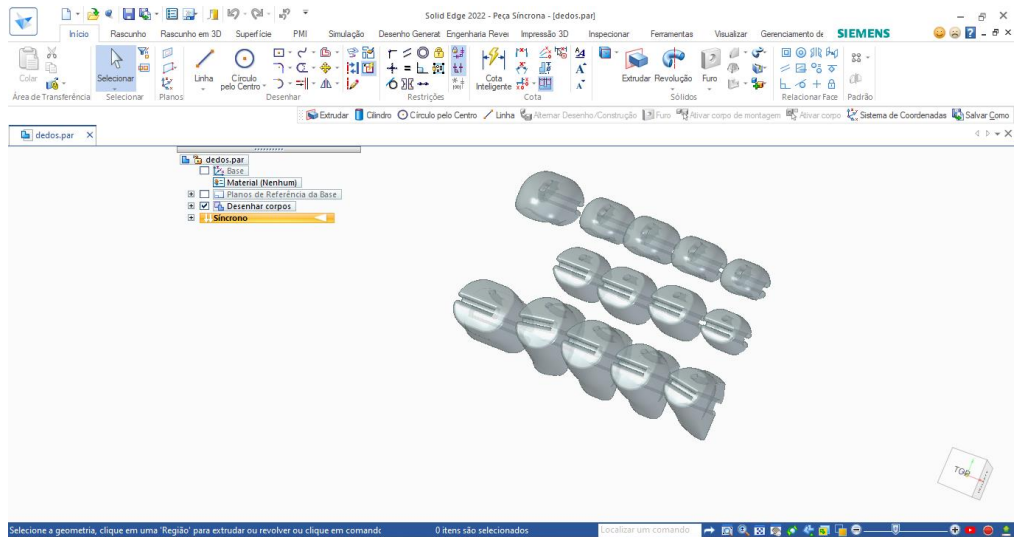 Solid Edge 2022 - Peça Síncrona - [dedos.par]
Início Rascunho Rascunho em 3D Superfície PMI Simulação Desenho Generat Engenharia Rever Impressão 3D Inspecionar Ferramentas Visualizar Gerenciamento de SIEMENS
Colar Selecionar Linha Círculo pelo Centro Cota Inteligente Extrudar Revolução Furo
Área de Transferência Selecionar Planos Desenhar Restrições Cota Sólidos Relacionar Face Padrão
Extrudar Cilindro Círculo pelo Centro Linha Alternar Desenho/Construção Furo Ativar corpo de montagem Ativar corpo Sistema de Coordenadas Salvar Como
dedos.par
dedos.par
Base
Material (Nenhum)
Planos de Referência da Base
Desenhar corpos
Síncrono
TOP
Selecione a geometria, clique em uma 'Região' para extrudar ou revolver ou clique em comando 0 itens são selecionados Localizar um comando